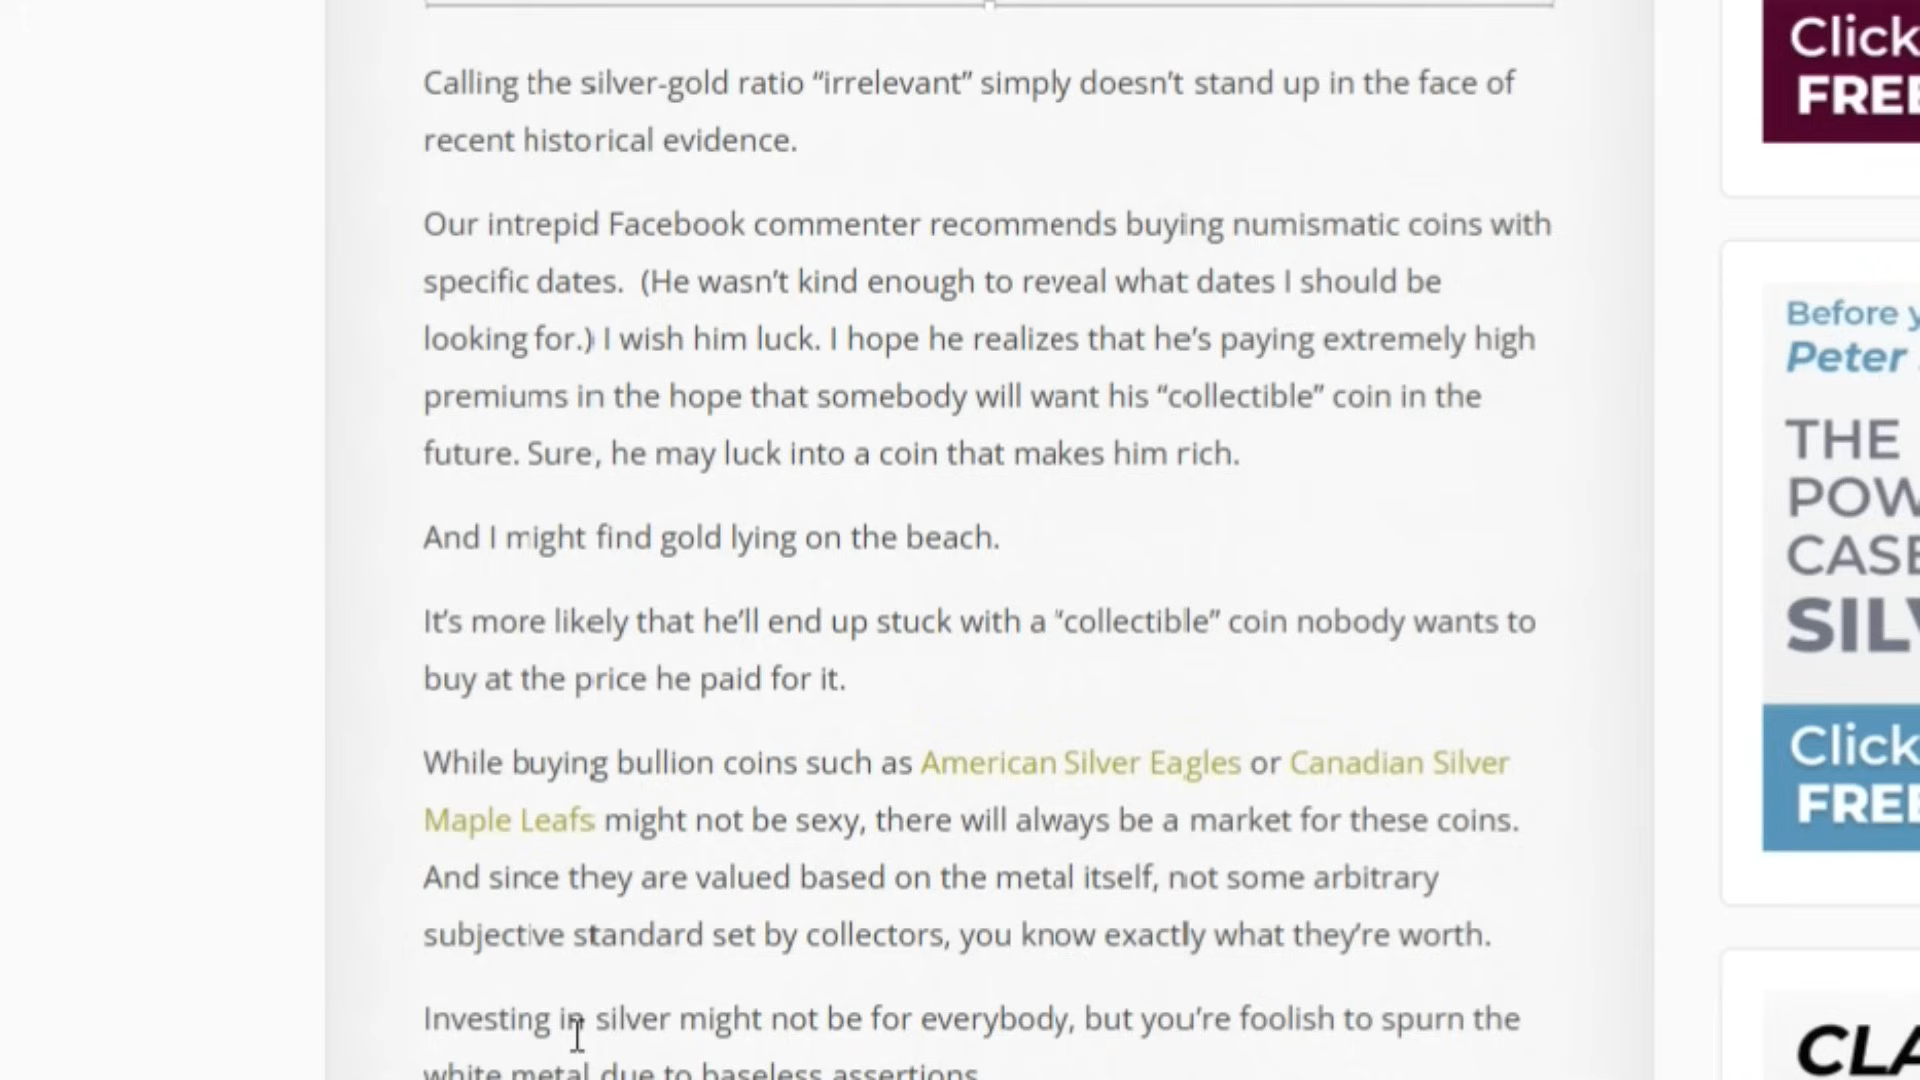 Calling the silver-gold ratio “irrelevant” simply doesn’t stand up in the face of
recent historical evidence.
Our intrepid Facebook commenter recommends buying numismatic coins with
specific dates.  (He wasn’t kind enough to reveal what dates I should be
looking for.) I wish him luck. I hope he realizes that he’s paying extremely high
premiums in the hope that somebody will want his “collectible” coin in the
future. Sure, he may luck into a coin that makes him rich.
And I might find gold lying on the beach.
It’s more likely that he’ll end up stuck with a “collectible” coin nobody wants to
buy at the price he paid for it.
While buying bullion coins such as American Silver Eagles or Canadian Silver
Maple Leafs might not be sexy, there will always be a market for these coins.
And since they are valued based on the metal itself, not some arbitrary
subjective standard set by collectors, you know exactly what they’re worth.
Investing in silver might not be for everybody, but you’re foolish to spurn the
white metal due to baseless assertions.
Click
FREE
Before y
Peter
THE
POW
CASE
SILV
Click
FREE
CLA